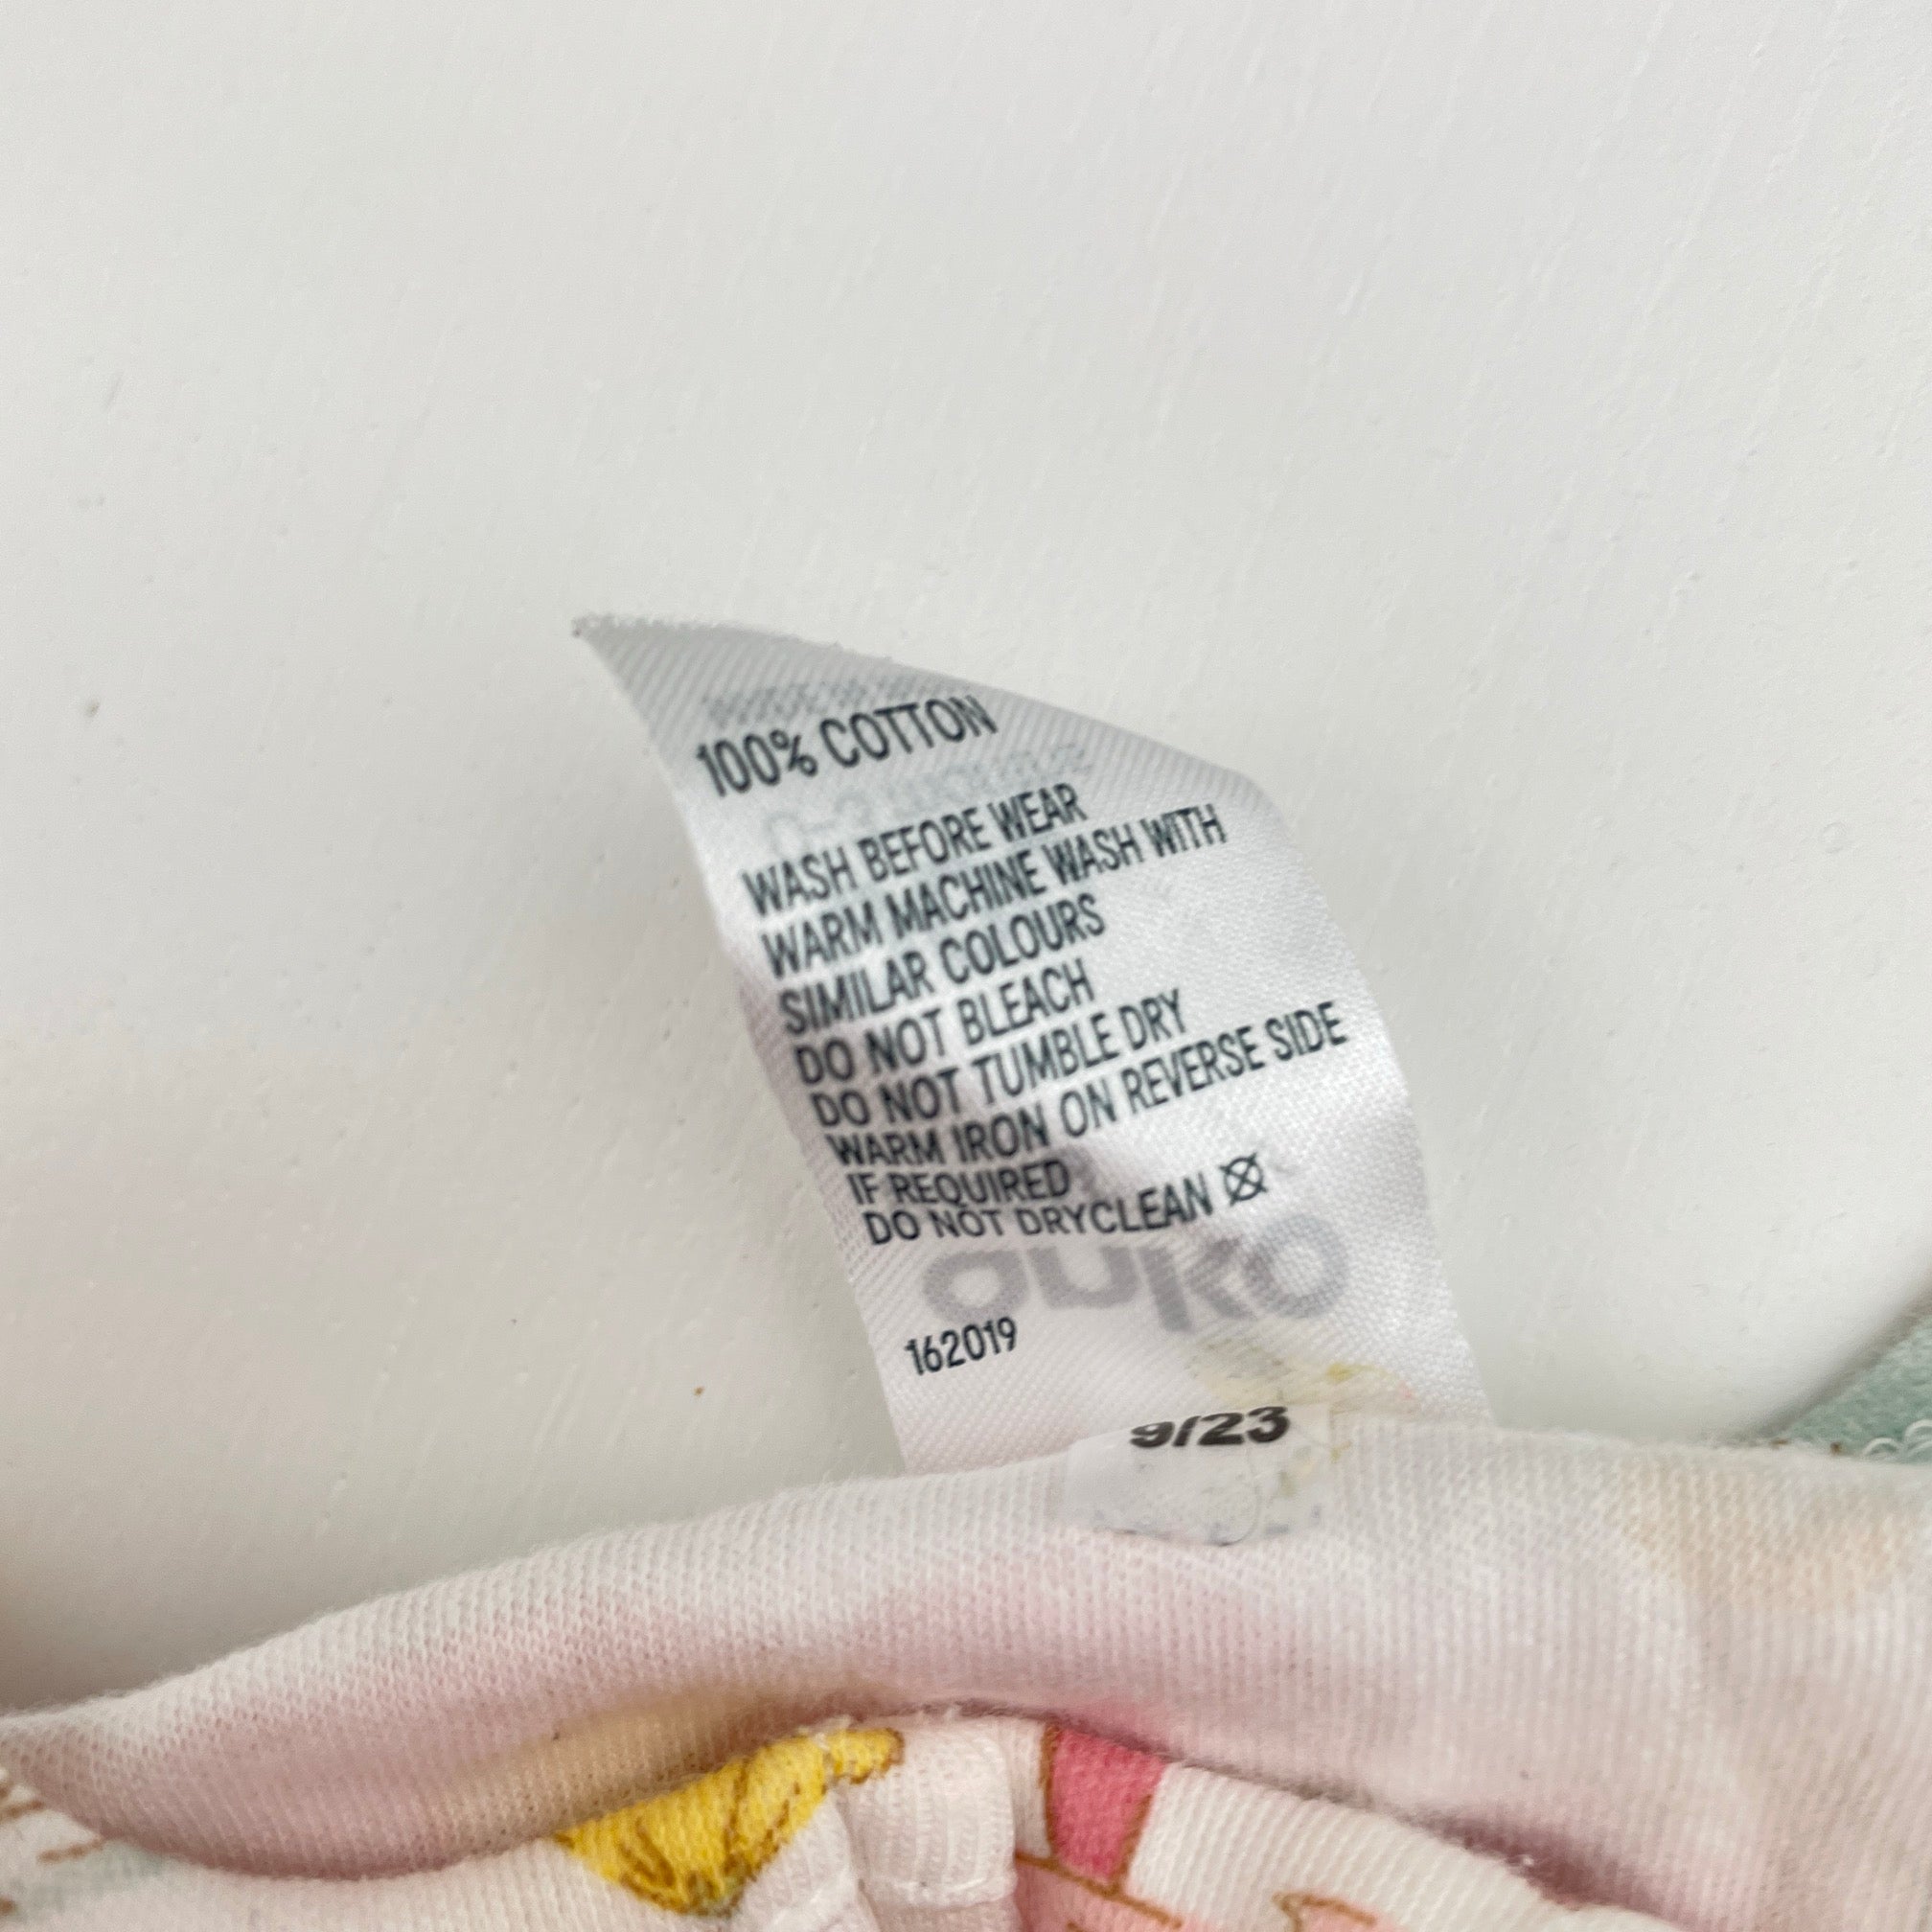 100% COTTON
WASH BEFORE WEAR
WARM MACHINE WASH WITH
SIMILAR COLOURS
DO NOT BLEACH
DO NOT TUMBLE DRY
WARM IRON ON REVERSE SIDE
IF REQUIRED
DO NOT DRYCLEAN
anko
162019
9/23